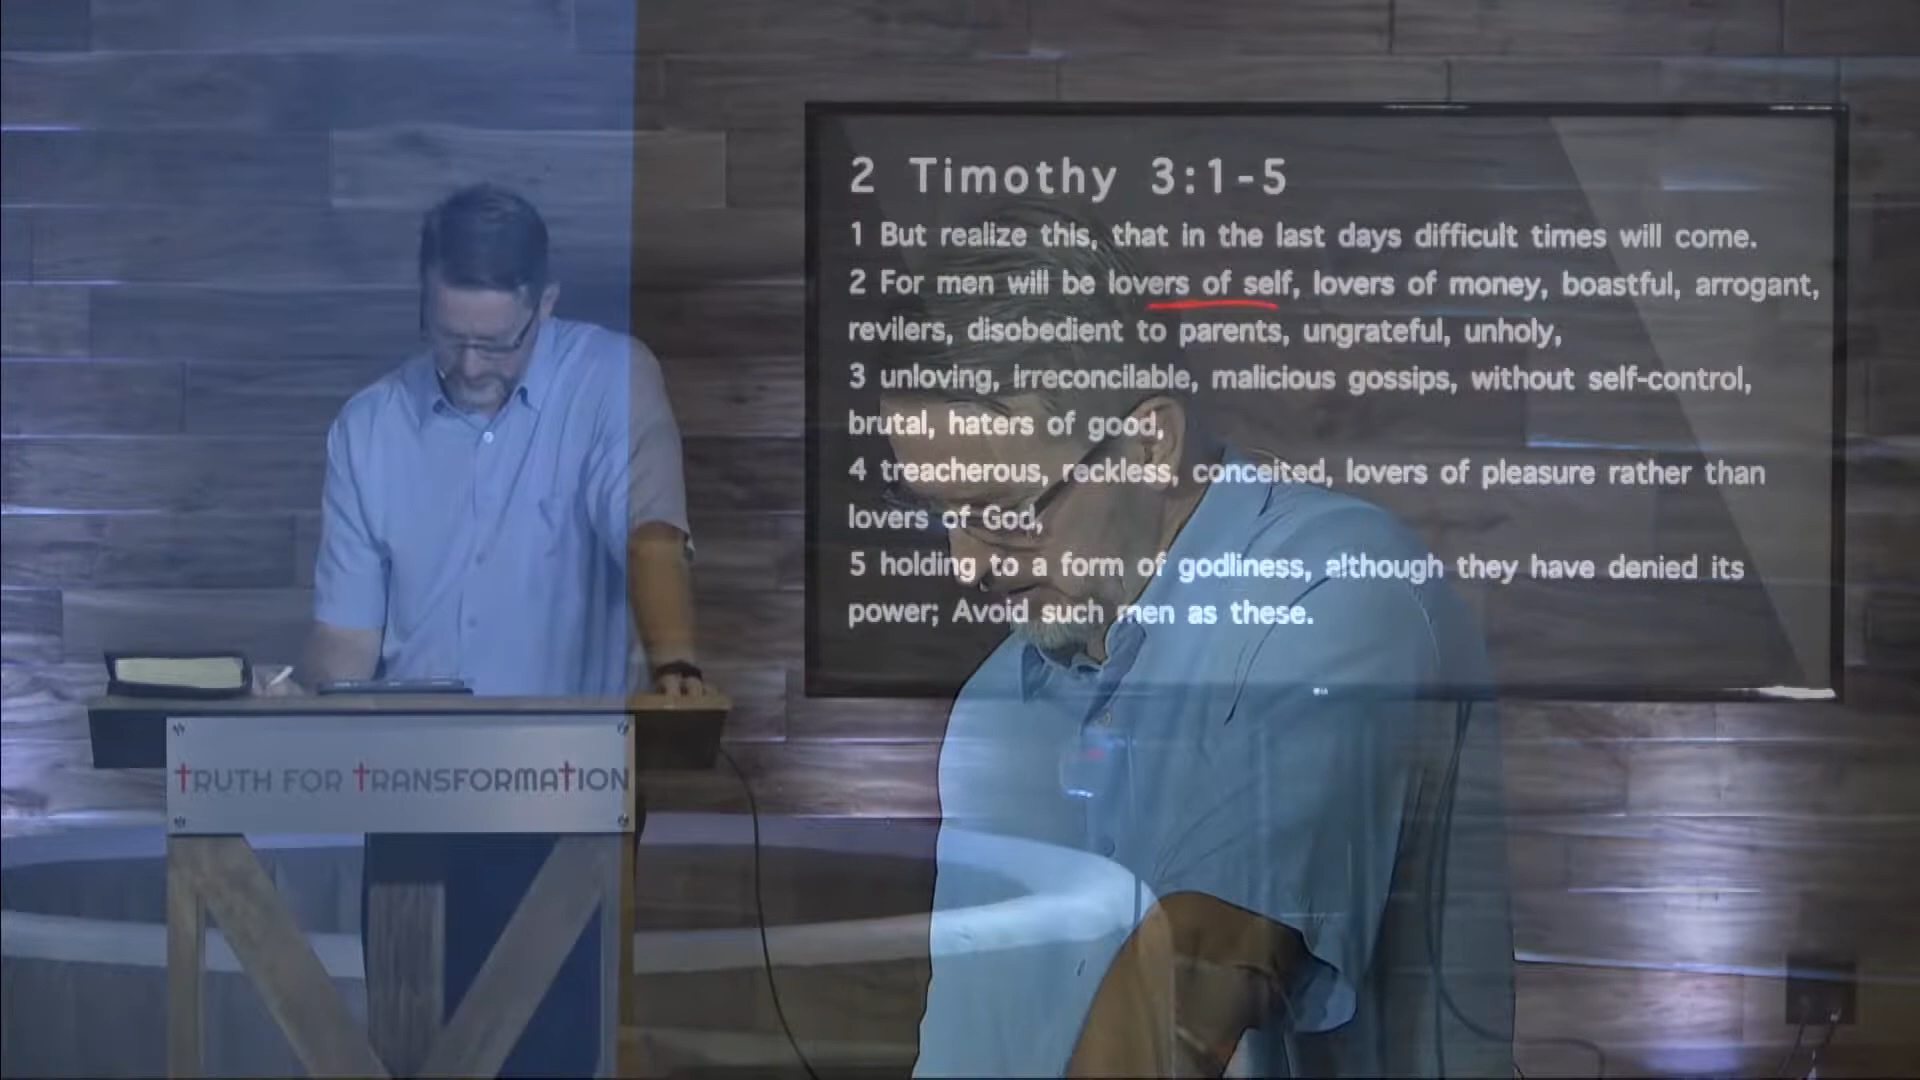 2 Timothy 3:1-5
1 But realize this, that in the last days difficult times will come.
2 For men will be lovers of self, lovers of money, boastful, arrogant,
revilers, disobedient to parents, ungrateful, unholy,
3 unloving, irreconcilable, malicious gossips, without self-control,
brutal, haters of good,
4 treacherous, reckless, conceited, lovers of pleasure rather than
lovers of God,
5 holding to a form of godliness, although they have denied its
power; Avoid such men as these.
TRUTH FOR TRANSFORMATION